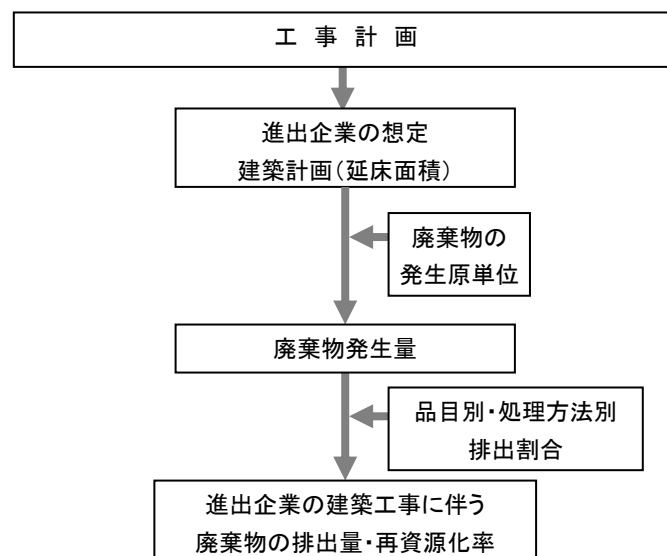 工 事 計 画
進出企業の想定
建築計画（延床面積）
廃棄物の
発生原単位
廃棄物発生量
品目別・処理方法別
排出割合
進出企業の建築工事に伴う
廃棄物の排出量・再資源化率